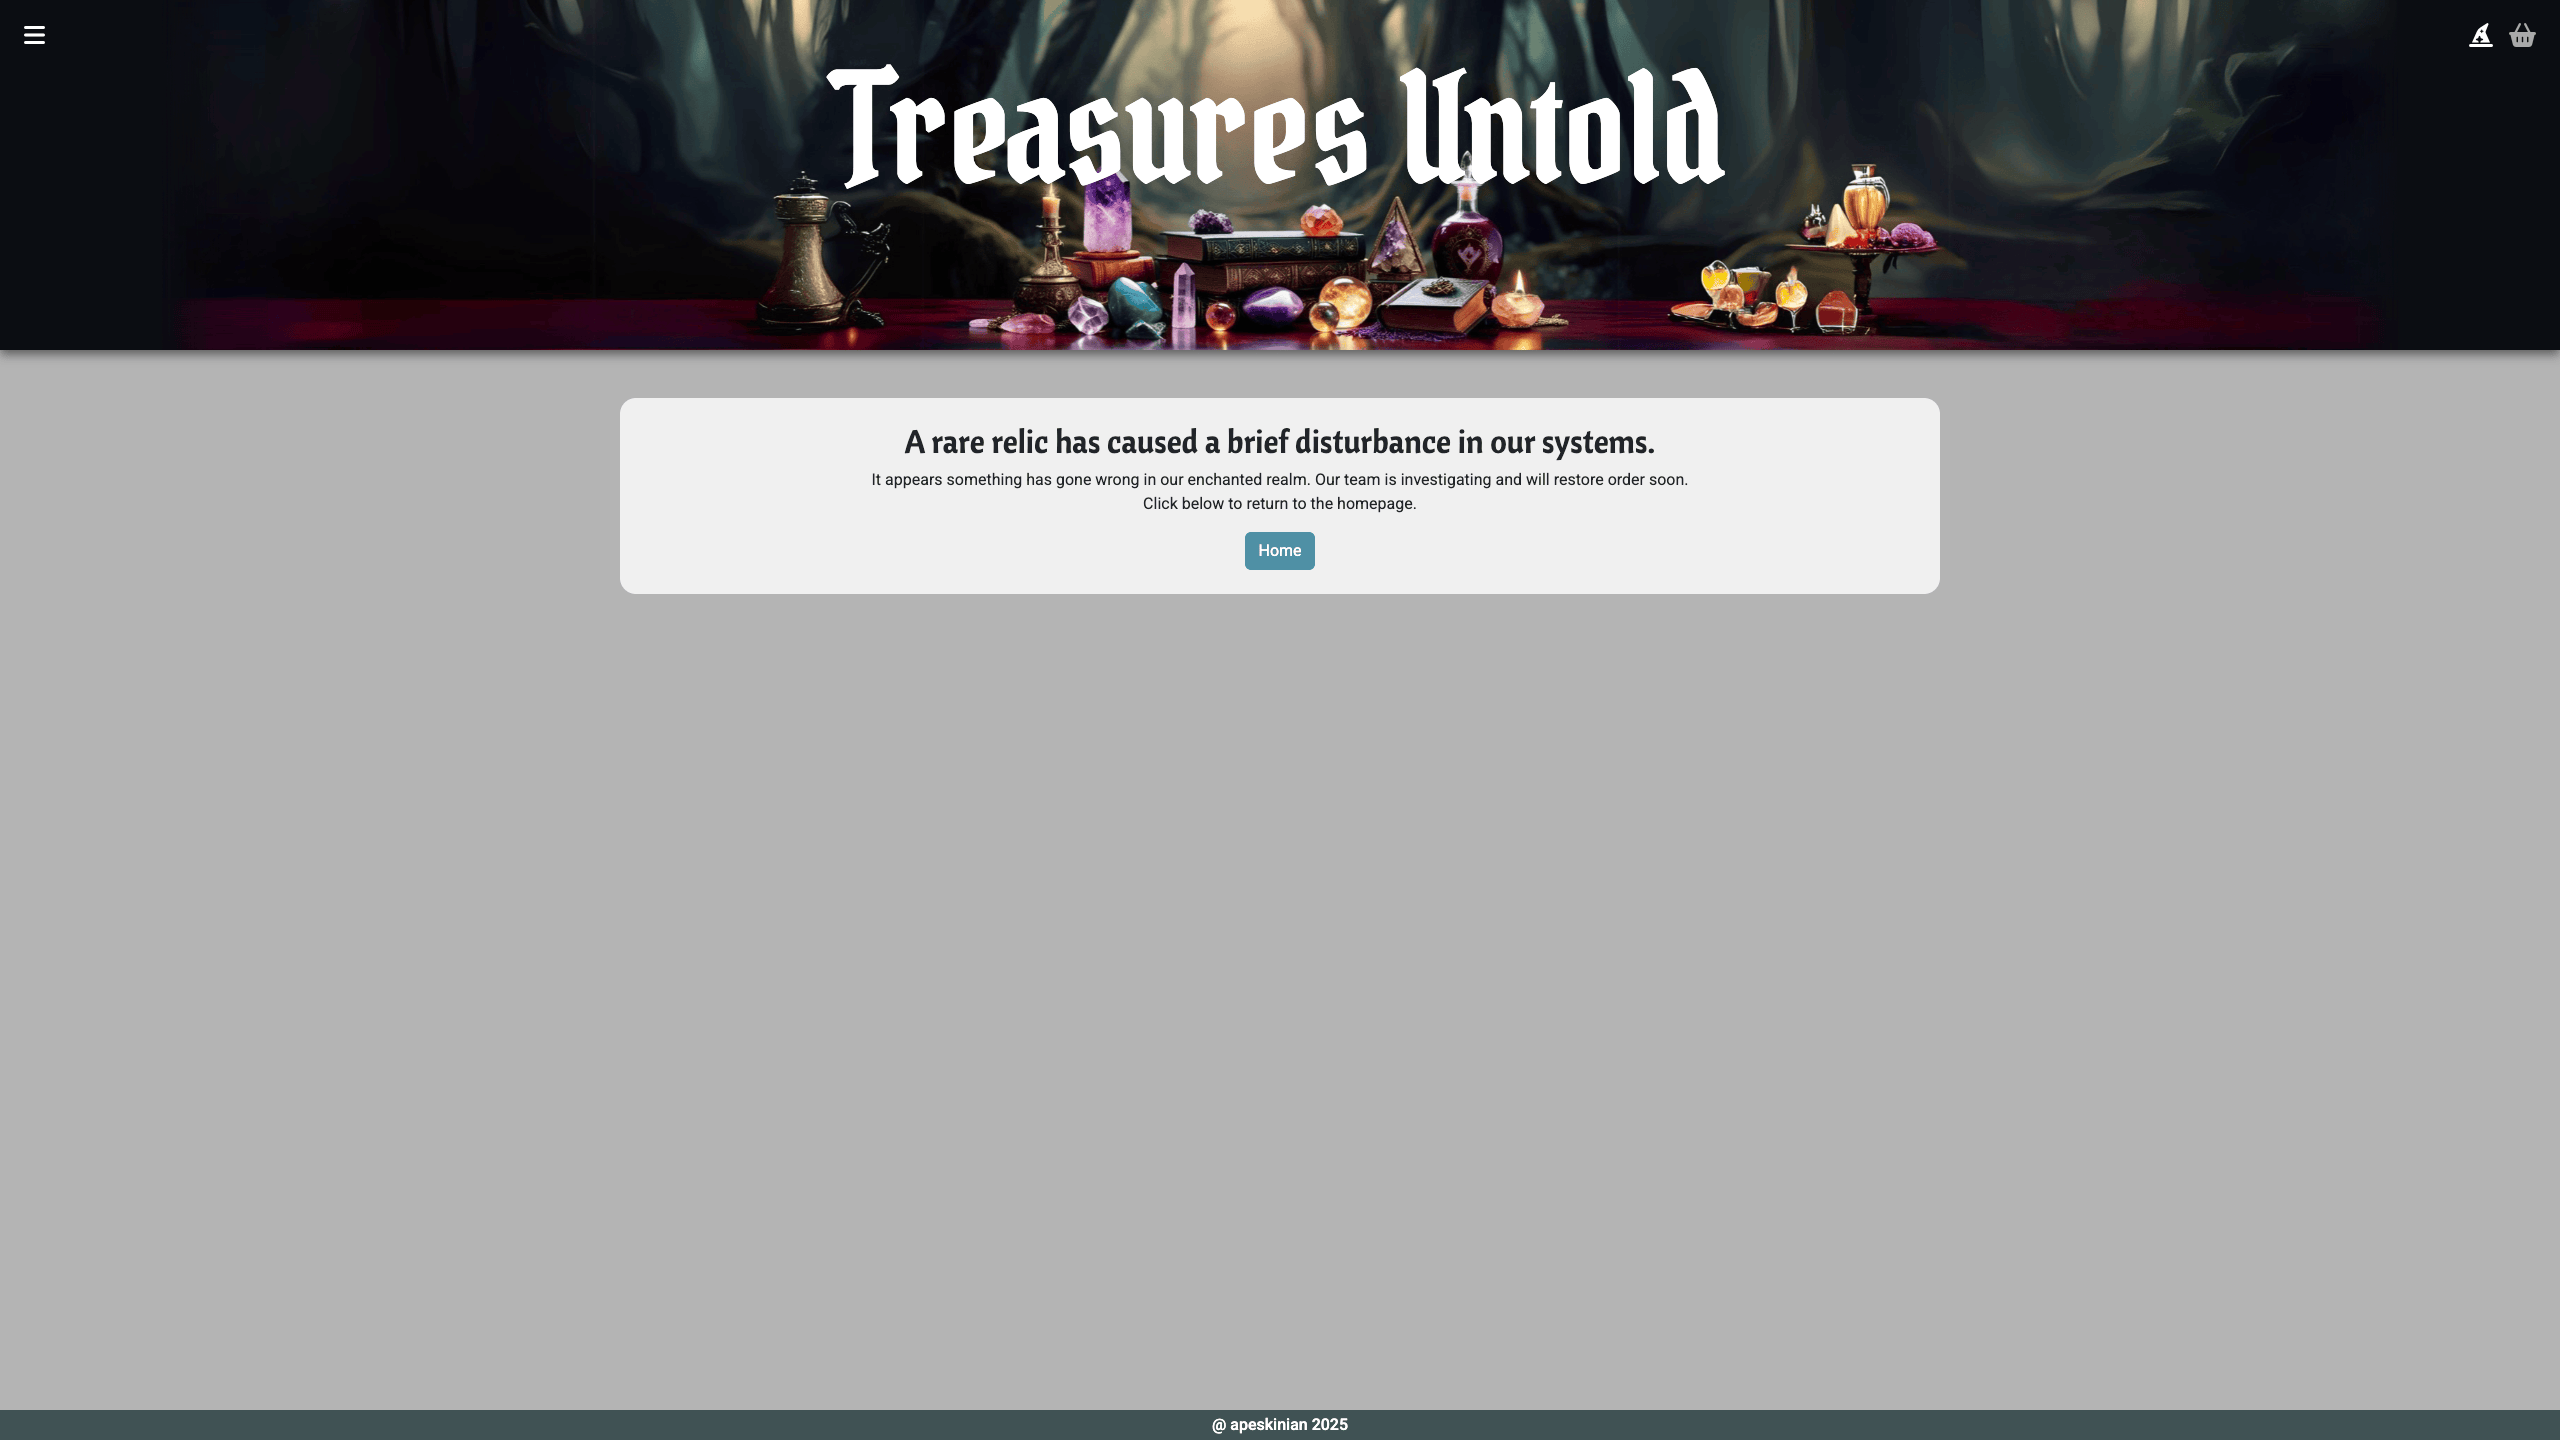 Treasures Untold
A rare relic has caused a brief disturbance in our systems.
It appears something has gone wrong in our enchanted realm. Our team is investigating and will restore order soon.
Click below to return to the homepage.
Home
@ apeskinian 2025